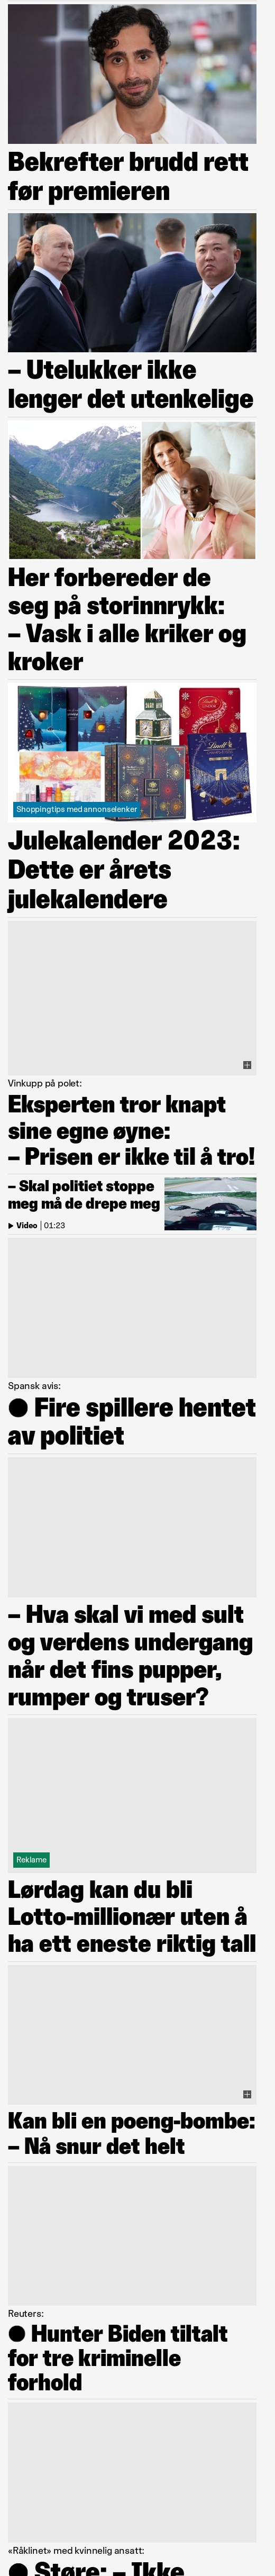 Bekrefter brudd rett
før premieren
– Utelukker ikke
lenger det utenkelige
Her forbereder de
seg på storinnrykk:
– Vask i alle kriker og
kroker
Shoppingtips med annonselenker
Julekalender 2023:
Dette er årets
julekalendere
Vinkupp på polet:
Eksperten tror knapt
sine egne øyne:
– Prisen er ikke til å tro!
– Skal politiet stoppe
meg må de drepe meg
Video | 01:23
Spansk avis:
● Fire spillere hentet
av politiet
– Hva skal vi med sult
og verdens undergang
når det fins pupper,
rumper og truser?
Reklame
Lørdag kan du bli
Lotto-millionær uten å
ha ett eneste riktig tall
Kan bli en poeng-bombe:
– Nå snur det helt
Reuters:
● Hunter Biden tiltalt
for tre kriminelle
forhold
«Råklinet» med kvinnelig ansatt:
● Støre: – Ikke